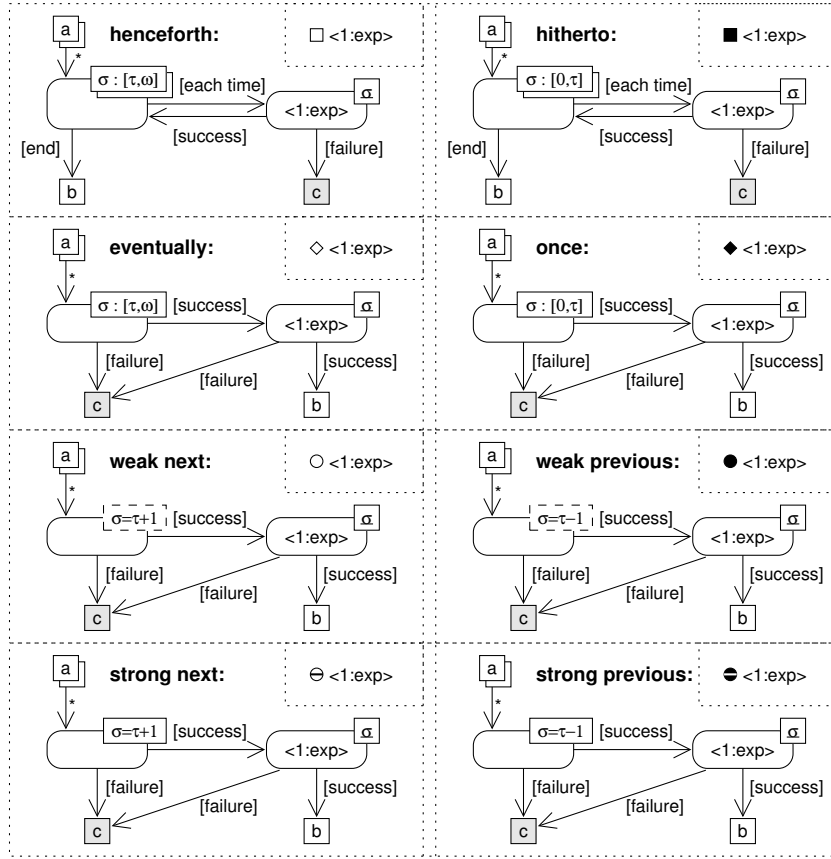 a henceforth: □ <1:exp>
*
σ : [τ,ω] [each time] σ
<1:exp>
[success]
[end] [failure]
b c
a hitherto: ■ <1:exp>
*
σ : [0,τ] [each time] σ
<1:exp>
[success]
[end] [failure]
b c
a eventually: ◇ <1:exp>
*
σ : [τ,ω] [success] σ
<1:exp>
[failure] [success]
[failure]
c b
a once: ◆ <1:exp>
*
σ : [0,τ] [success] σ
<1:exp>
[failure] [success]
[failure]
c b
a weak next: ○ <1:exp>
*
σ=τ+1 [success] σ
<1:exp>
[failure] [success]
[failure]
c b
a weak previous: ● <1:exp>
*
σ=τ−1 [success] σ
<1:exp>
[failure] [success]
[failure]
c b
a strong next: ⊖ <1:exp>
*
σ=τ+1 [success] σ
<1:exp>
[failure] [success]
[failure]
c b
a strong previous: <1:exp>
*
σ=τ−1 [success] σ
<1:exp>
[failure] [success]
[failure]
c b